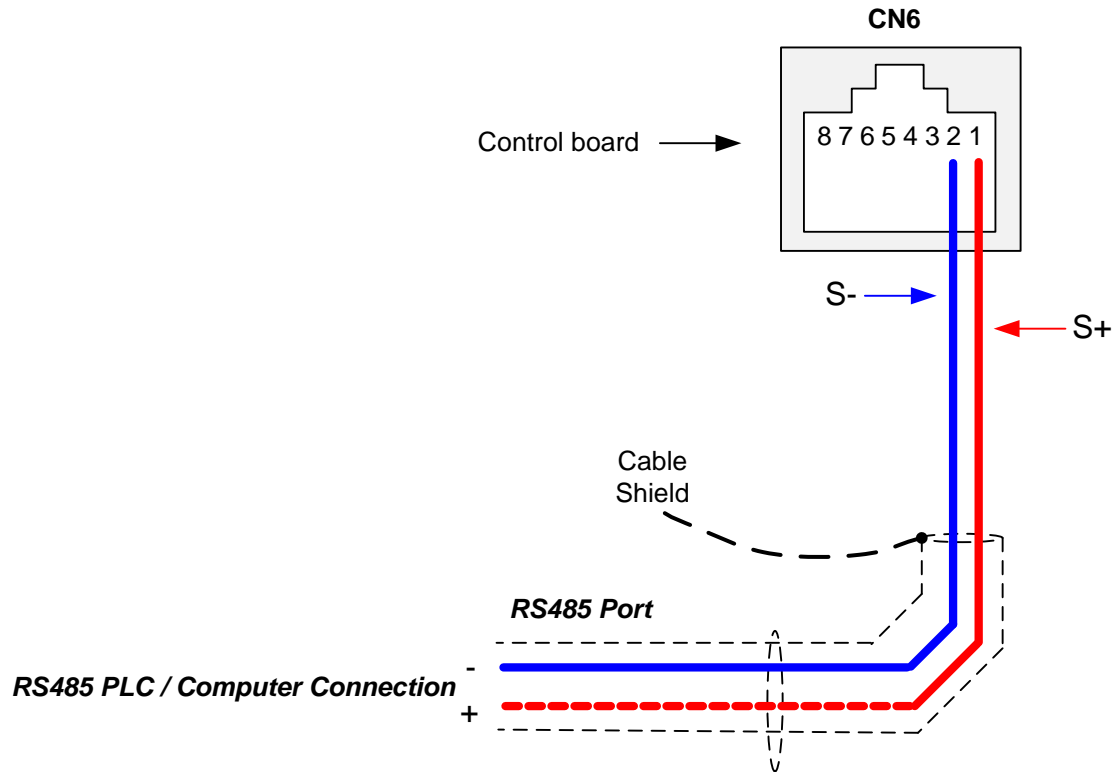 CN6
Control board
8 7 6 5 4 3 2 1
S-
S+
Cable
Shield
RS485 Port
-
RS485 PLC / Computer Connection
+